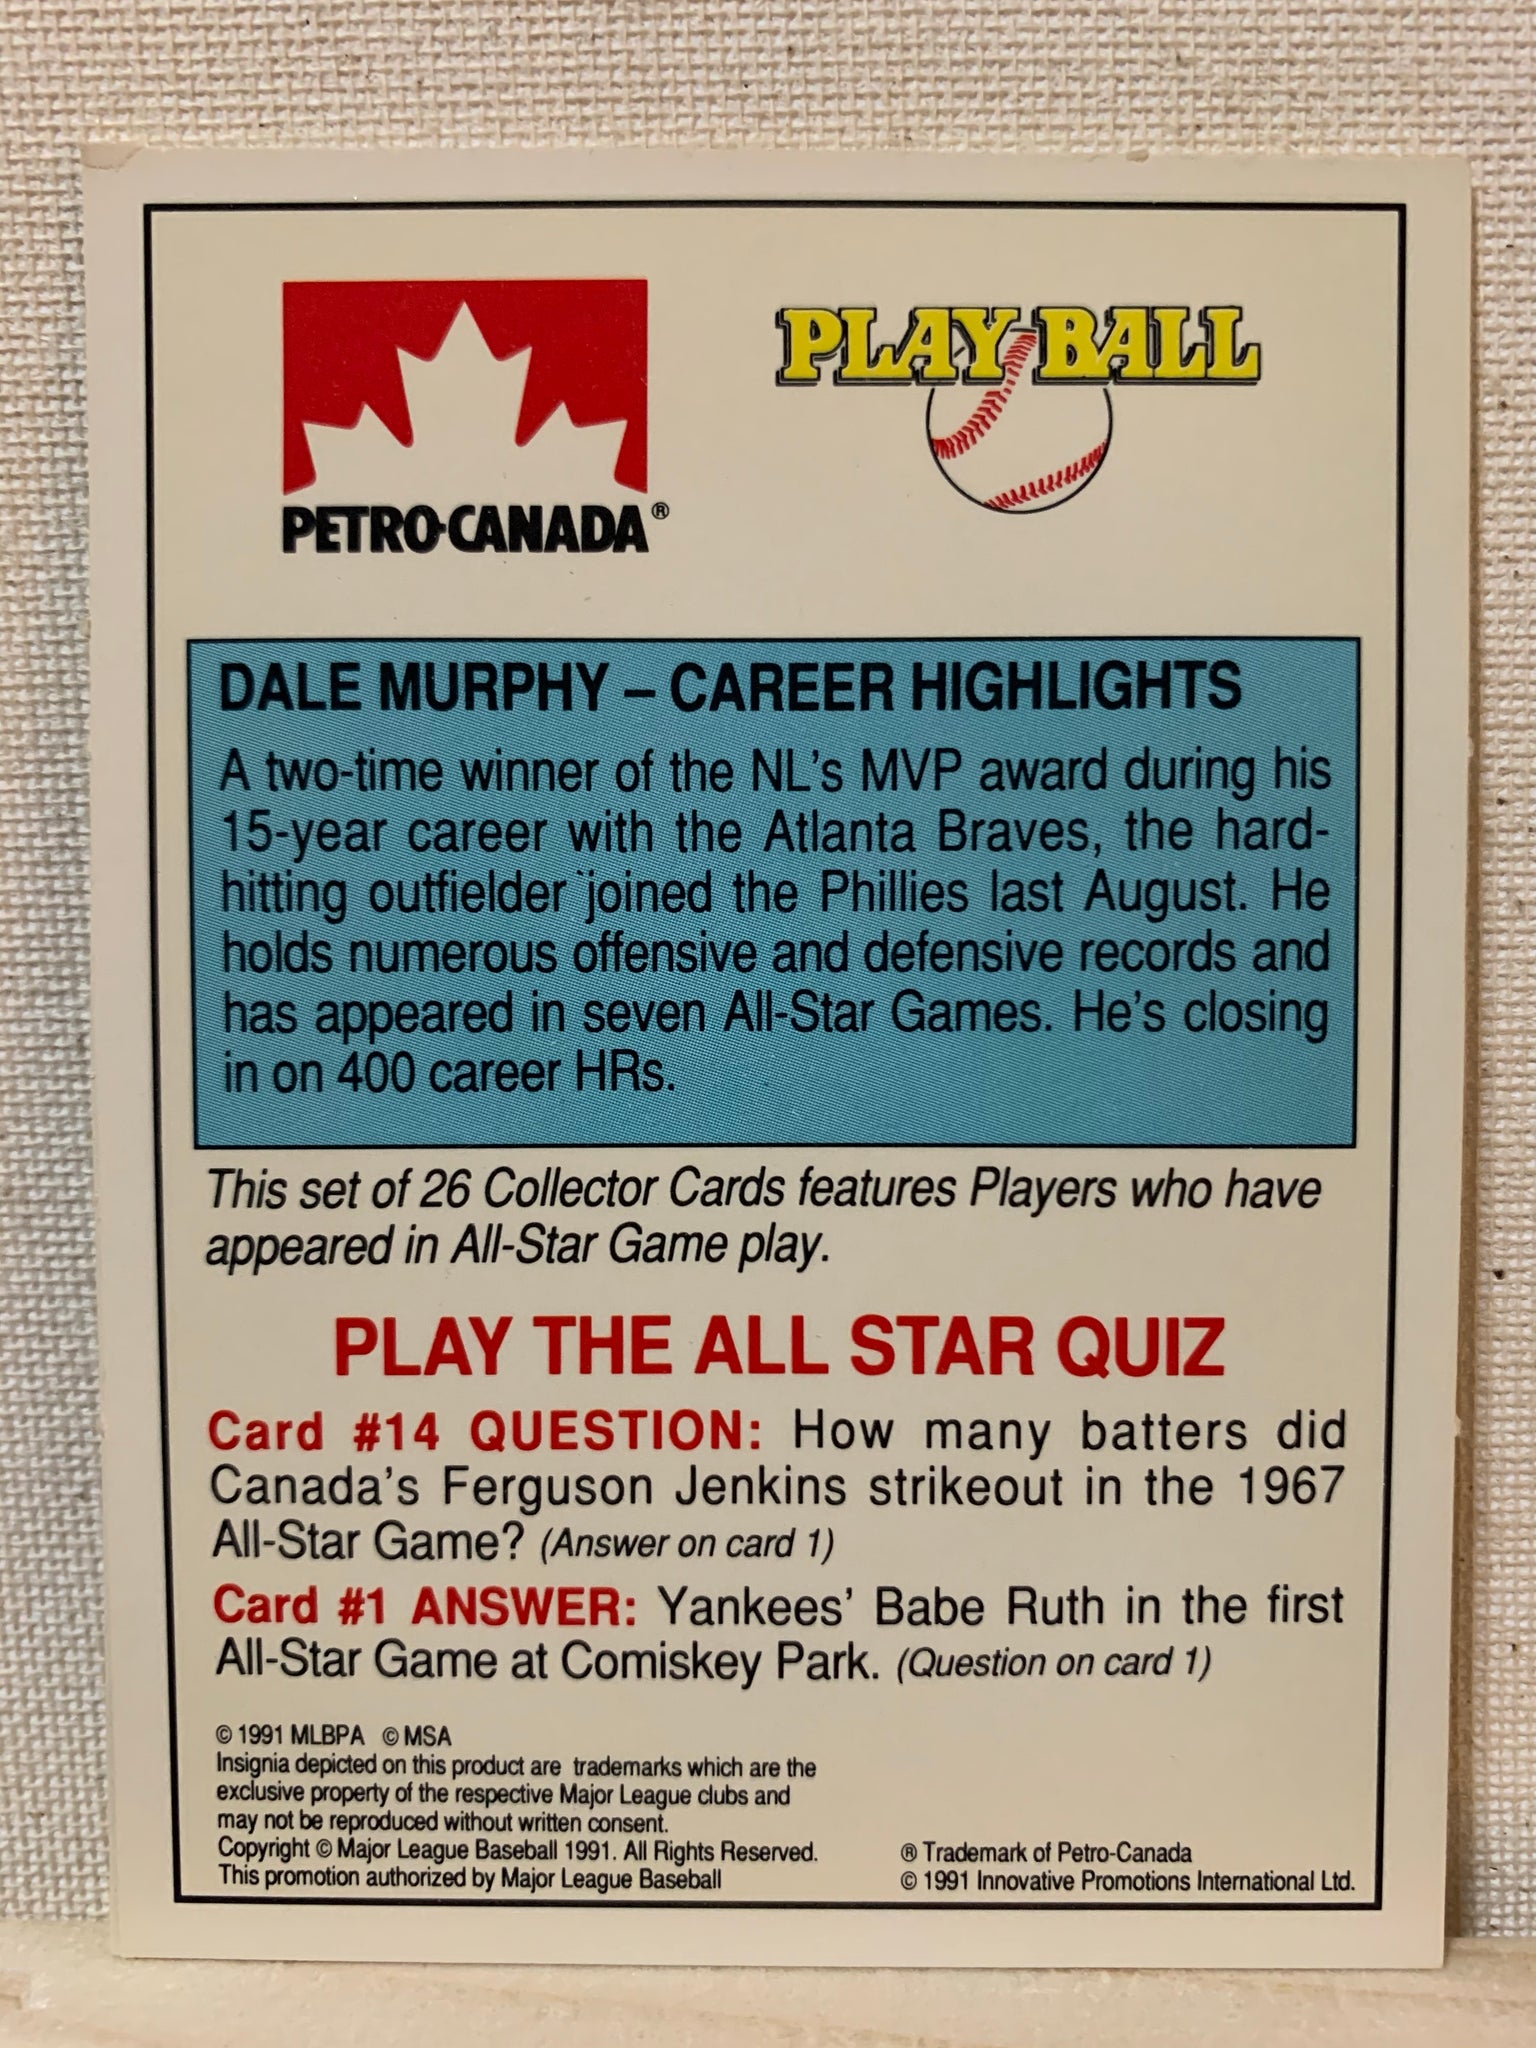 PETRO-CANADA®
PLAY BALL
DALE MURPHY – CAREER HIGHLIGHTS
A two-time winner of the NL's MVP award during his
15-year career with the Atlanta Braves, the hard-
hitting outfielder joined the Phillies last August. He
holds numerous offensive and defensive records and
has appeared in seven All-Star Games. He's closing
in on 400 career HRs.
This set of 26 Collector Cards features Players who have
appeared in All-Star Game play.
PLAY THE ALL STAR QUIZ
Card #14 QUESTION: How many batters did
Canada's Ferguson Jenkins strikeout in the 1967
All-Star Game? (Answer on card 1)
Card #1 ANSWER: Yankees' Babe Ruth in the first
All-Star Game at Comiskey Park. (Question on card 1)
© 1991 MLBPA © MSA
Insignia depicted on this product are trademarks which are the
exclusive property of the respective Major League clubs and
may not be reproduced without written consent.
Copyright © Major League Baseball 1991. All Rights Reserved.
This promotion authorized by Major League Baseball
® Trademark of Petro-Canada
© 1991 Innovative Promotions International Ltd.